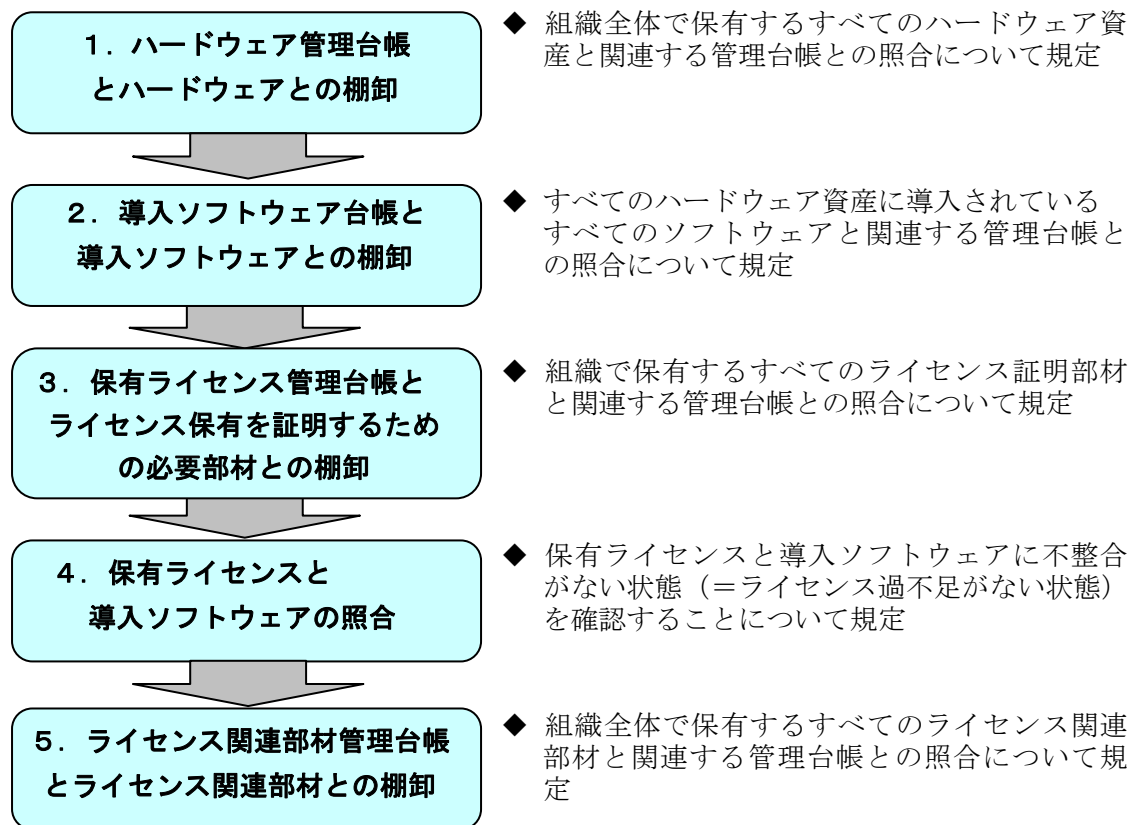 １．ハードウェア管理台帳
とハードウェアとの棚卸
◆ 組織全体で保有するすべてのハードウェア資
産と関連する管理台帳との照合について規定
２．導入ソフトウェア台帳と
導入ソフトウェアとの棚卸
◆ すべてのハードウェア資産に導入されている
すべてのソフトウェアと関連する管理台帳と
の照合について規定
３．保有ライセンス管理台帳と
ライセンス保有を証明するため
の必要部材との棚卸
◆ 組織で保有するすべてのライセンス証明部材
と関連する管理台帳との照合について規定
４．保有ライセンスと
導入ソフトウェアの照合
◆ 保有ライセンスと導入ソフトウェアに不整合
がない状態（＝ライセンス過不足がない状態）
を確認することについて規定
５．ライセンス関連部材管理台帳
とライセンス関連部材との棚卸
◆ 組織全体で保有するすべてのライセンス関連
部材と関連する管理台帳との照合について規
定